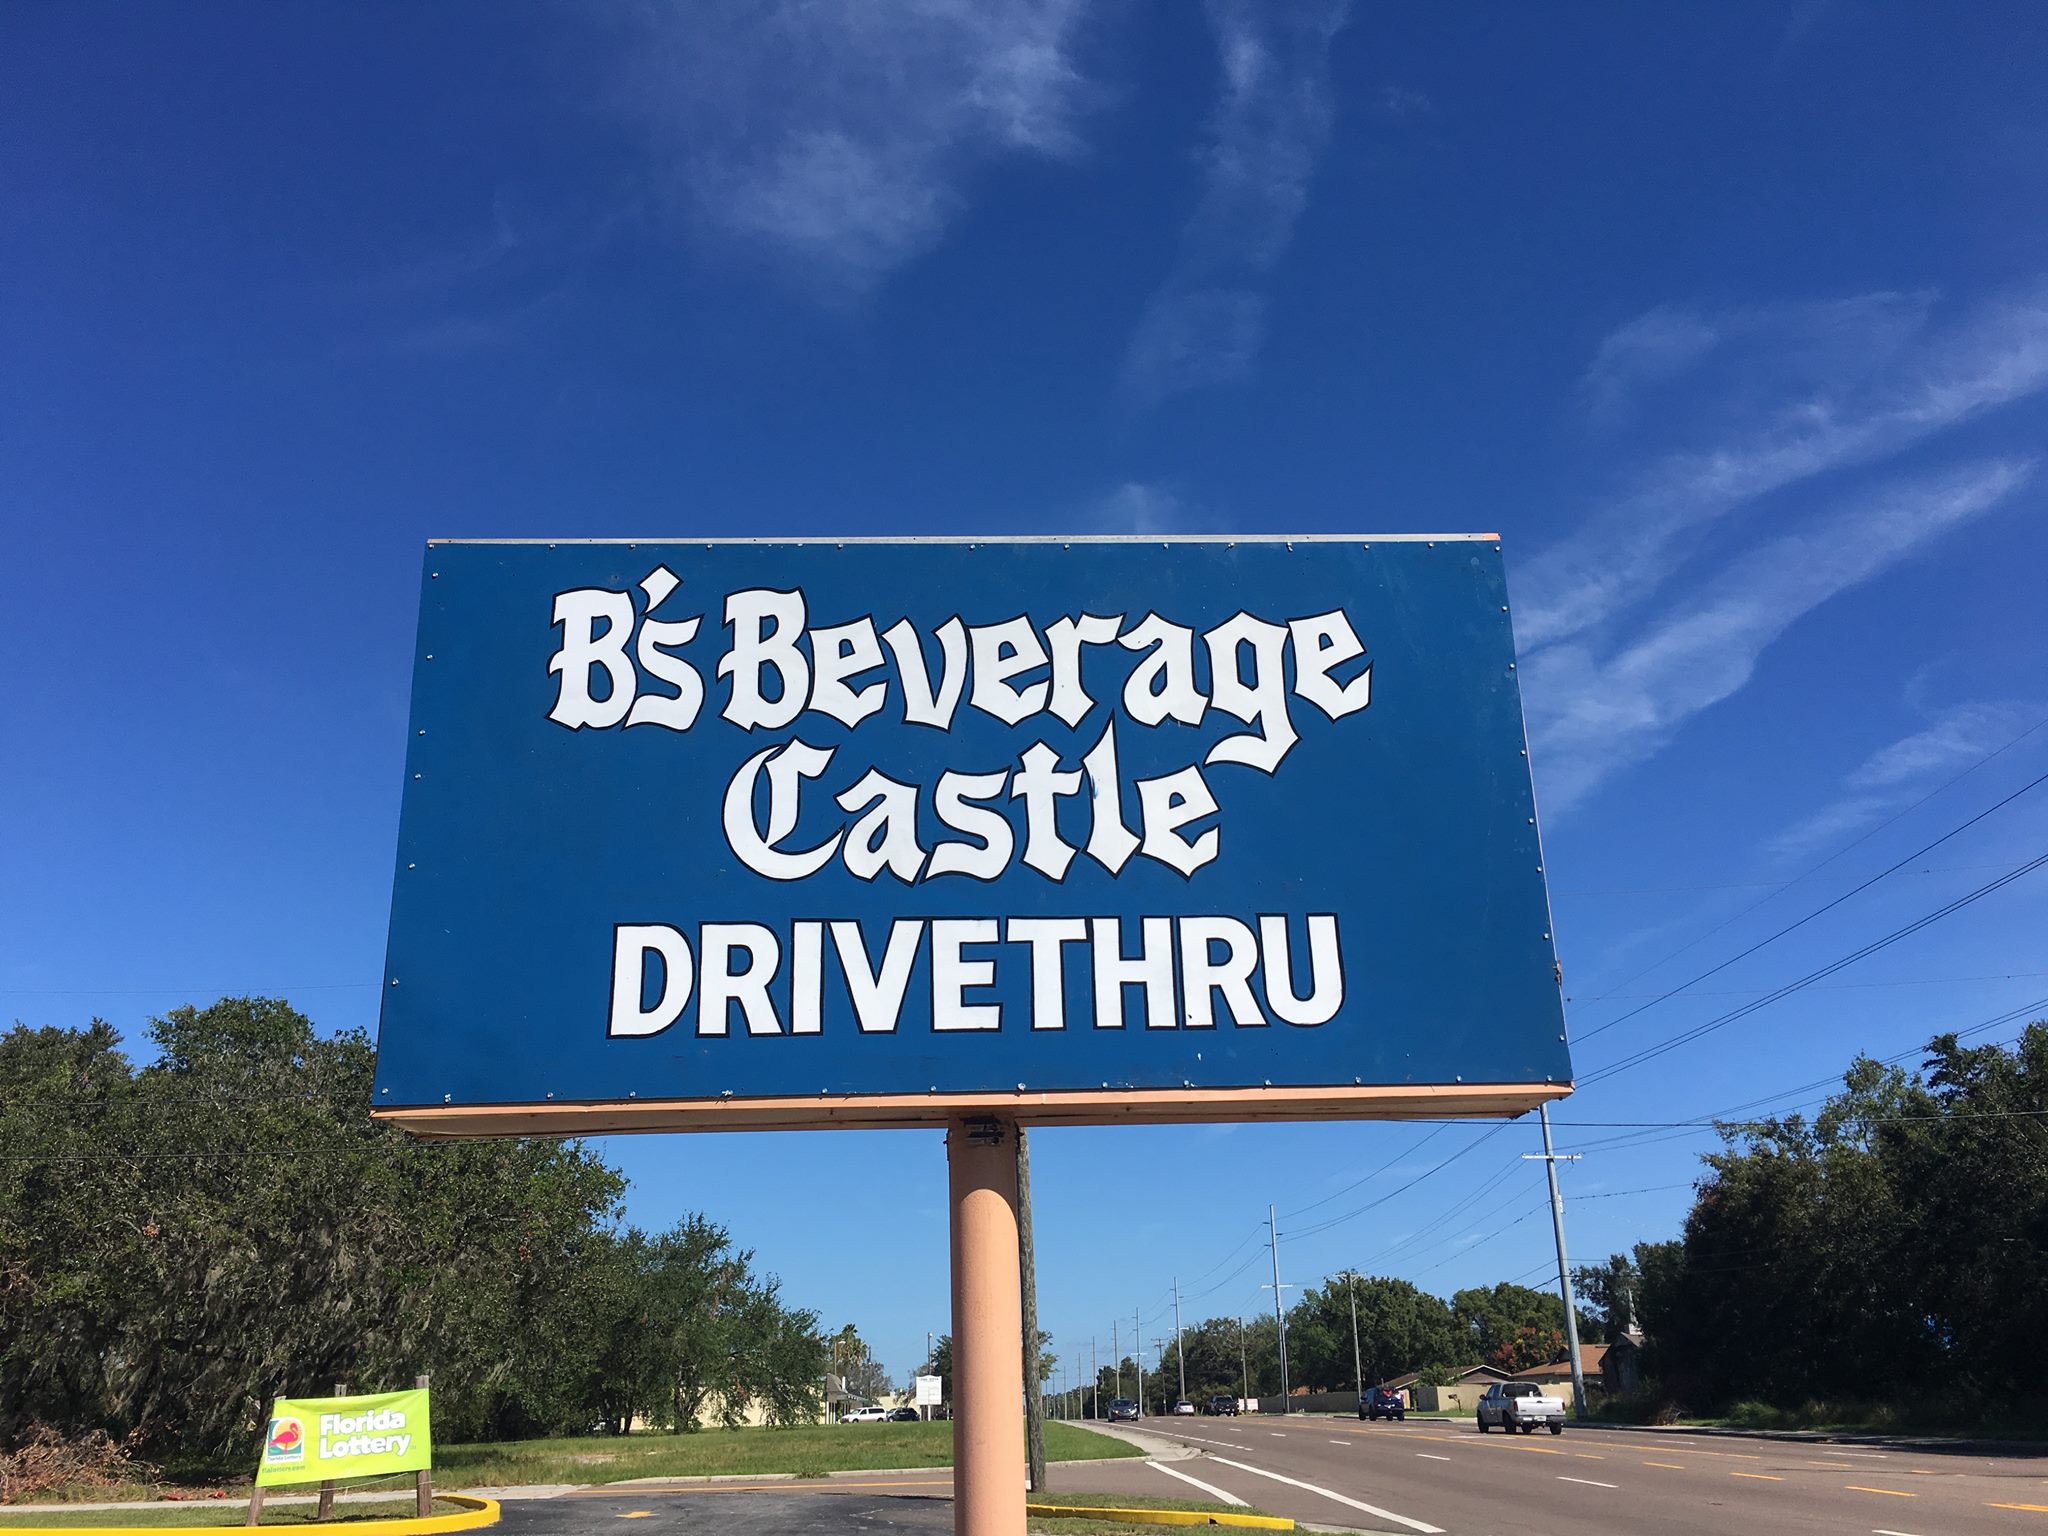 B's Beverage
Castle
DRIVETHRU
Florida
Lottery